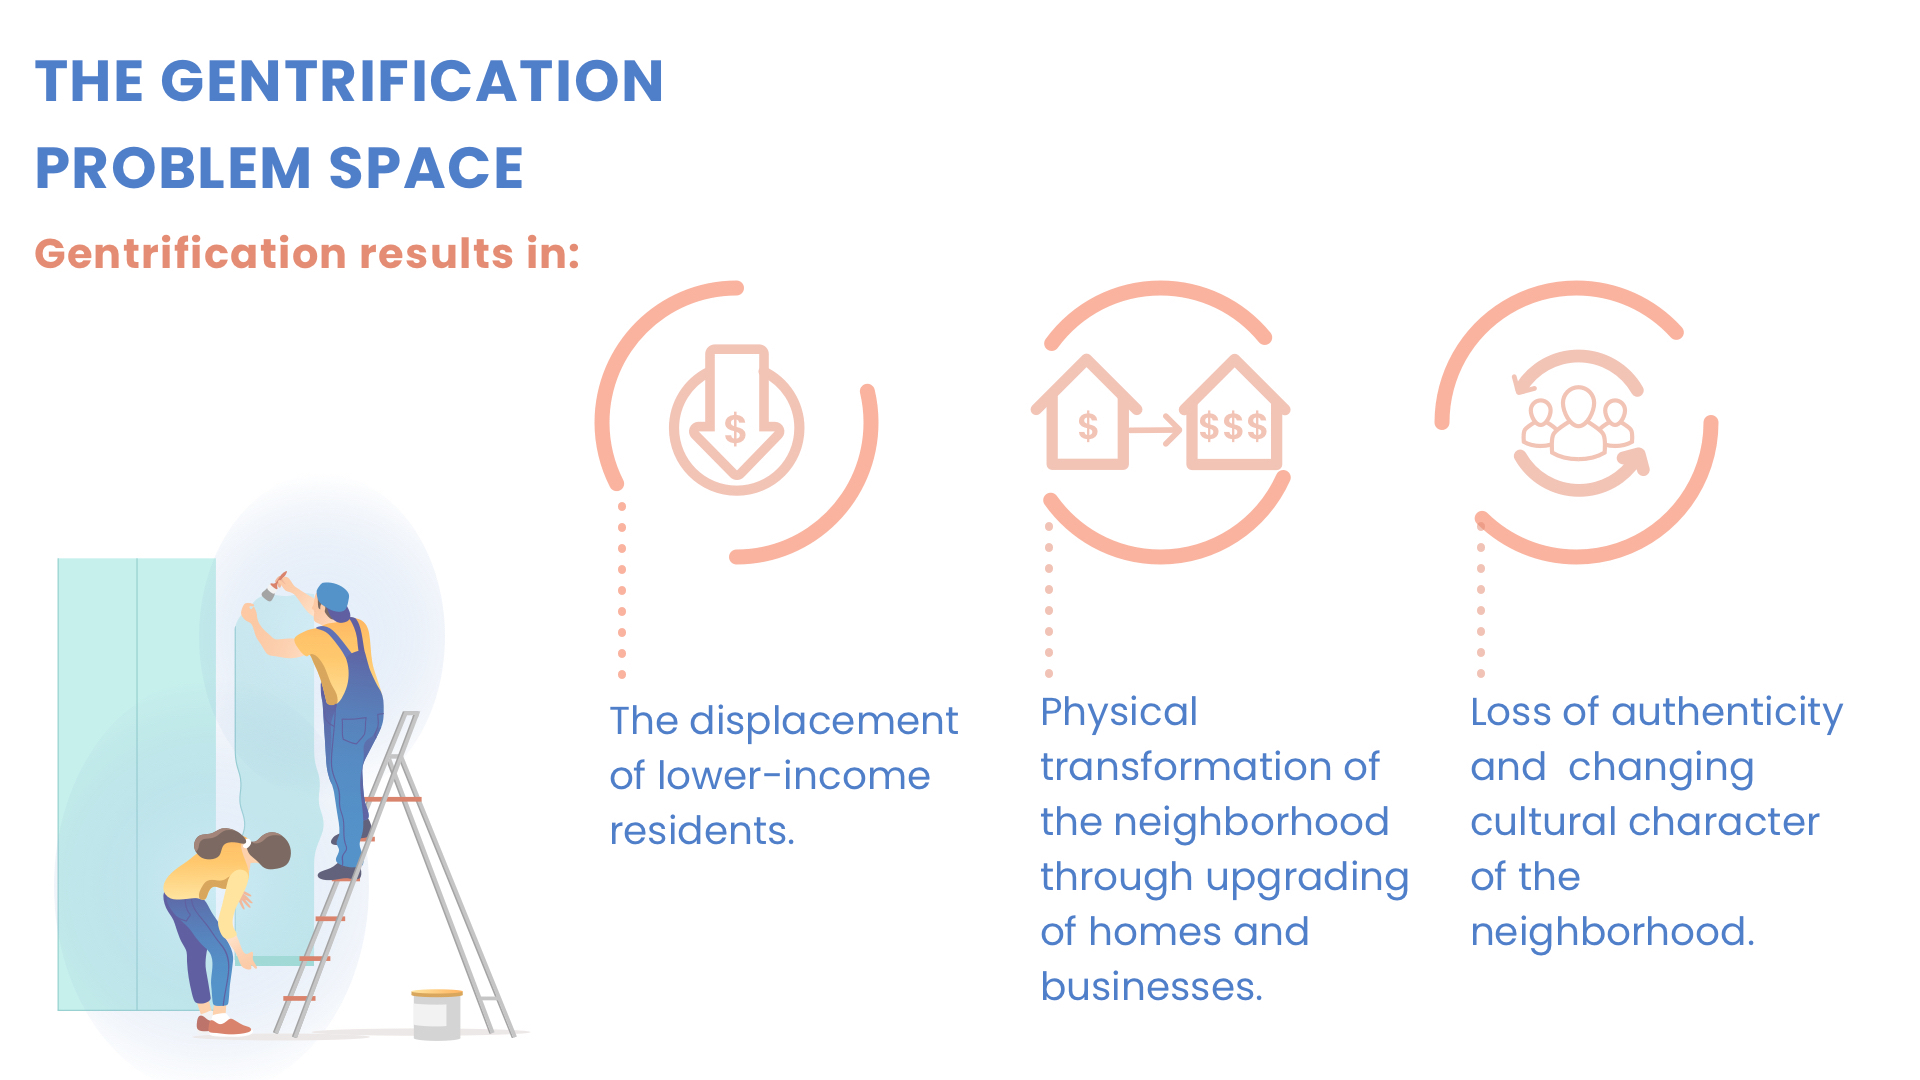 THE GENTRIFICATION
PROBLEM SPACE
Gentrification results in:
$
$
$$$
The displacement
of lower-income
residents.
Physical
transformation of
the neighborhood
through upgrading
of homes and
businesses.
Loss of authenticity
and  changing
cultural character
of the
neighborhood.